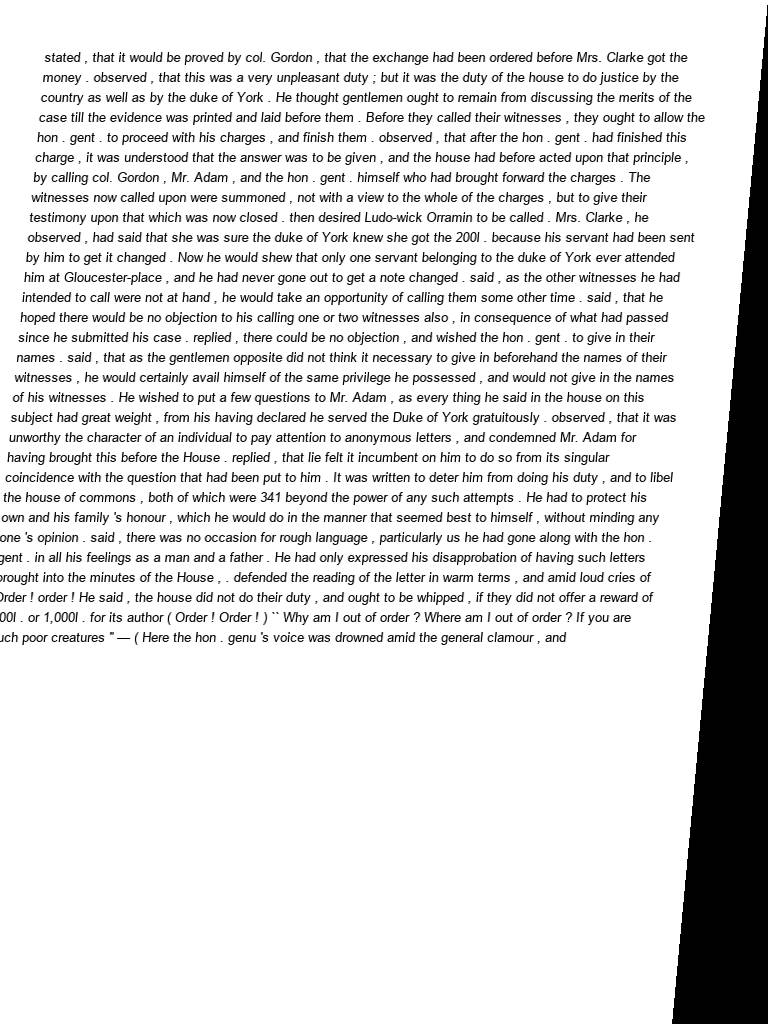 stated , that it would be proved by col. Gordon , that the exchange had been ordered before Mrs. Clarke got the
money . observed , that this was a very unpleasant duty ; but it was the duty of the house to do justice by the
country as well as by the duke of York . He thought gentlemen ought to remain from discussing the merits of the
case till the evidence was printed and laid before them . Before they called their witnesses , they ought to allow the
hon . gent . to proceed with his charges , and finish them . observed , that after the hon . gent . had finished this
charge , it was understood that the answer was to be given , and the house had before acted upon that principle ,
by calling col. Gordon , Mr. Adam , and the hon . gent . himself who had brought forward the charges . The
witnesses now called upon were summoned , not with a view to the whole of the charges , but to give their
testimony upon that which was now closed . then desired Ludo-wick Orramin to be called . Mrs. Clarke , he
observed , had said that she was sure the duke of York knew she got the 200l . because his servant had been sent
by him to get it changed . Now he would shew that only one servant belonging to the duke of York ever attended
him at Gloucester-place , and he had never gone out to get a note changed . said , as the other witnesses he had
intended to call were not at hand , he would take an opportunity of calling them some other time . said , that he
hoped there would be no objection to his calling one or two witnesses also , in consequence of what had passed
since he submitted his case . replied , there could be no objection , and wished the hon . gent . to give in their
names . said , that as the gentlemen opposite did not think it necessary to give in beforehand the names of their
witnesses , he would certainly avail himself of the same privilege he possessed , and would not give in the names
of his witnesses . He wished to put a few questions to Mr. Adam , as every thing he said in the house on this
subject had great weight , from his having declared he served the Duke of York gratuitously . observed , that it was
unworthy the character of an individual to pay attention to anonymous letters , and condemned Mr. Adam for
having brought this before the House . replied , that lie felt it incumbent on him to do so from its singular
coincidence with the question that had been put to him . It was written to deter him from doing his duty , and to libel
the house of commons , both of which were 341 beyond the power of any such attempts . He had to protect his
own and his family 's honour , which he would do in the manner that seemed best to himself , without minding any
one 's opinion . said , there was no occasion for rough language , particularly us he had gone along with the hon .
gent . in all his feelings as a man and a father . He had only expressed his disapprobation of having such letters
brought into the minutes of the House , . defended the reading of the letter in warm terms , and amid loud cries of
Order ! order ! He said , the house did not do their duty , and ought to be whipped , if they did not offer a reward of
00l . or 1,000l . for its author ( Order ! Order ! ) `` Why am I out of order ? Where am I out of order ? If you are
uch poor creatures " — ( Here the hon . genu 's voice was drowned amid the general clamour , and